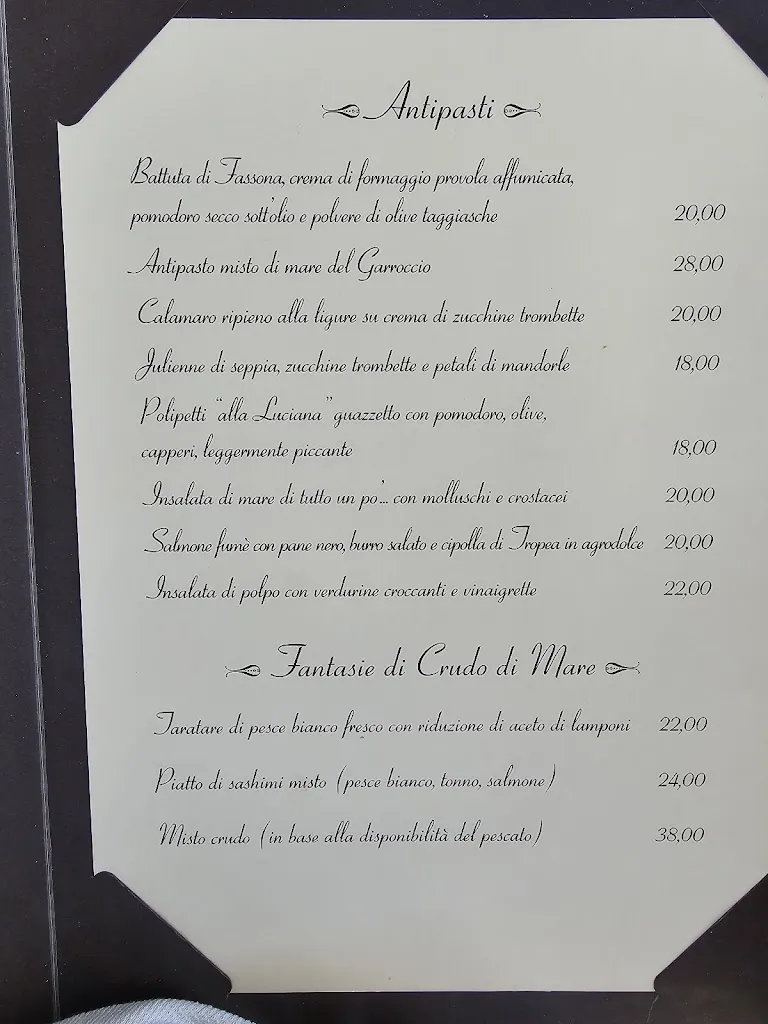 Antipasti
Battuta di Fassona, crema di formaggio provola affumicata,
pomodoro secco sott'olio e polvere di olive taggiasche 20,00
Antipasto misto di mare del Garroccio 28,00
Calamaro ripieno alla ligure su crema di zucchine trombette 20,00
Julienne di seppia, zucchine trombette e petali di mandorle 18,00
Polipetti "alla Luciana" guazzetto con pomodoro, olive,
capperi, leggermente piccante 18,00
Insalata di mare di tutto un po'... con molluschi e crostacei 20,00
Salmone fumè con pane nero, burro salato e cipolla di Tropea in agrodolce 20,00
Insalata di polpo con verdurine croccanti e vinaigrette 22,00
Fantasie di Crudo di Mare
Taratare di pesce bianco fresco con riduzione di aceto di lamponi 22,00
Piatto di sashimi misto (pesce bianco, tonno, salmone) 24,00
Misto crudo (in base alla disponibilità del pescato) 38,00